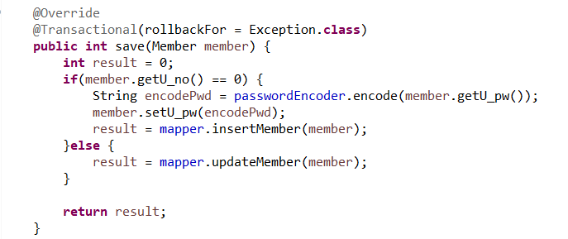 @Override
@Transactional(rollbackFor = Exception.class)
public int save(Member member) {
    int result = 0;
    if(member.getU_no() == 0) {
        String encodePwd = passwordEncoder.encode(member.getU_pw());
        member.setU_pw(encodePwd);
        result = mapper.insertMember(member);
    }else {
        result = mapper.updateMember(member);
    }

    return result;
}